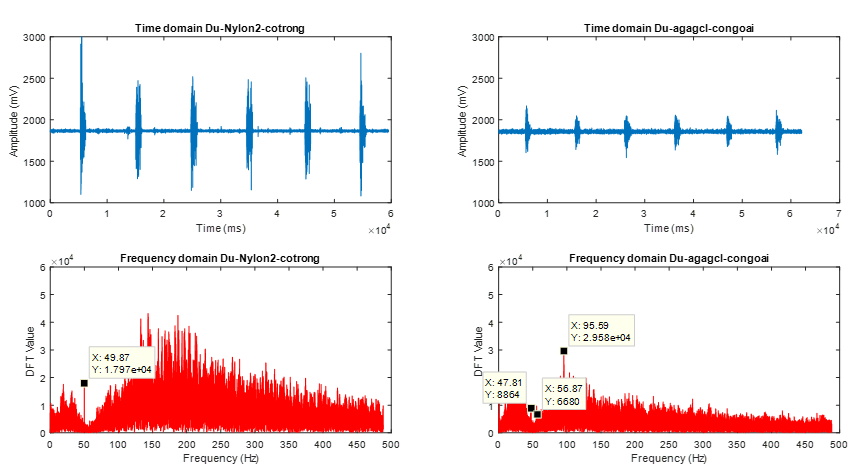 Time domain Du-Nylon2-cotrong
3000
2500
2000
1500
1000
Amplitude (mV)
0 1 2 3 4 5 6
×10^4
Time (ms)
Time domain Du-agagcl-congoai
3000
2500
2000
1500
1000
Amplitude (mV)
0 1 2 3 4 5 6 7
×10^4
Time (ms)
Frequency domain Du-Nylon2-cotrong
×10^4
6
5
4
3
2
1
0
DFT Value
X: 49.87
Y: 1.797e+04
0 50 100 150 200 250 300 350 400 450 500
Frequency (Hz)
Frequency domain Du-agagcl-congoai
×10^4
6
5
4
3
2
1
0
DFT Value
X: 95.59
Y: 2.958e+04
X: 47.81
Y: 8864
X: 56.87
Y: 6680
0 50 100 150 200 250 300 350 400 450 500
Frequency (Hz)